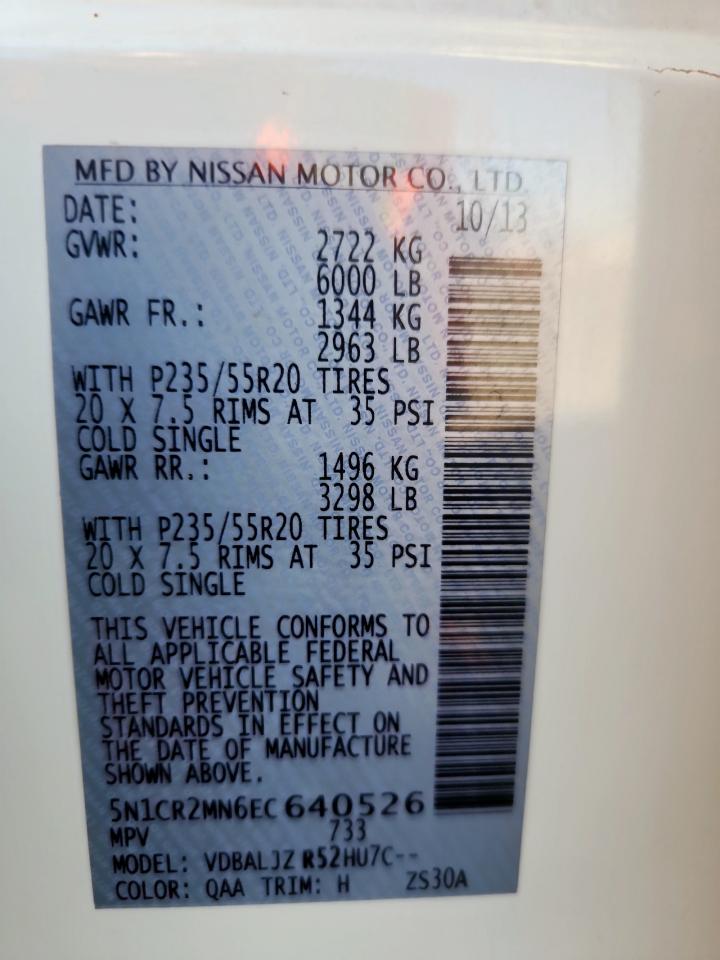 MFD BY NISSAN MOTOR CO., LTD.
DATE: 10/13
GVWR: 2722 KG
6000 LB
GAWR FR.: 1344 KG
2963 LB
WITH P235/55R20 TIRES
20 X 7.5 RIMS AT 35 PSI
COLD SINGLE
GAWR RR.: 1496 KG
3298 LB
WITH P235/55R20 TIRES
20 X 7.5 RIMS AT 35 PSI
COLD SINGLE
THIS VEHICLE CONFORMS TO
ALL APPLICABLE FEDERAL
MOTOR VEHICLE SAFETY AND
THEFT PREVENTION
STANDARDS IN EFFECT ON
THE DATE OF MANUFACTURE
SHOWN ABOVE.
5N1CR2MN6EC640526
MPV 733
MODEL: VDBALJZ R52HU7C--
COLOR: QAA TRIM: H ZS30A